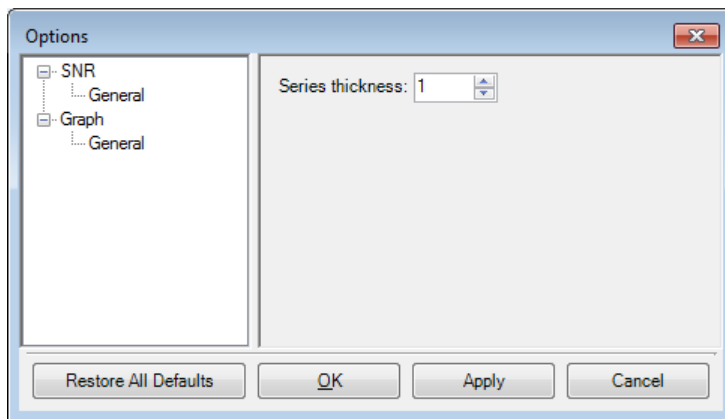 Options
SNR
General
Graph
General
Series thickness: 1
Restore All Defaults
OK
Apply
Cancel